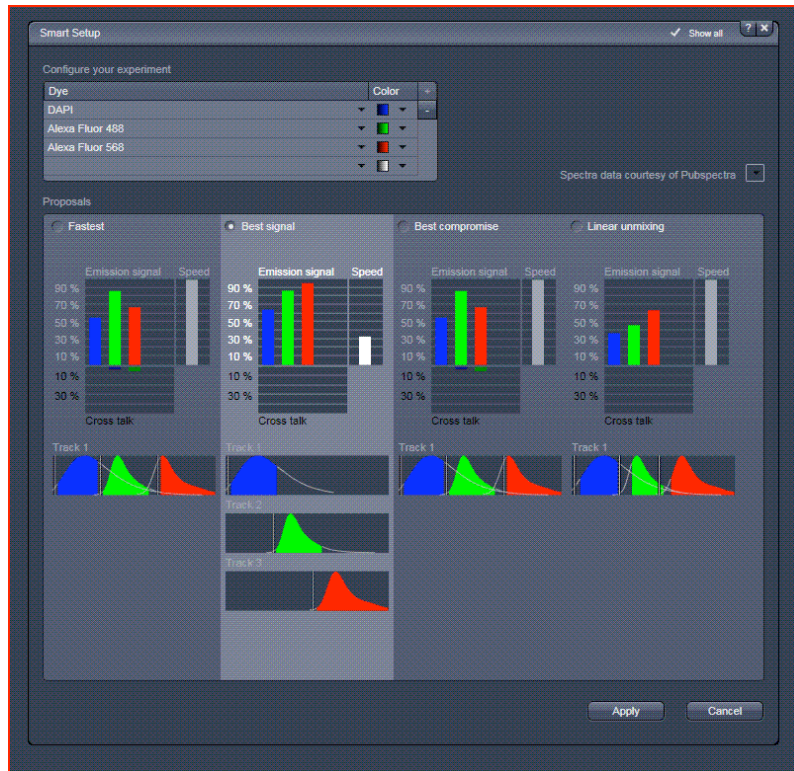 Smart Setup
✓ Show all ? ×
Configure your experiment
Dye Color + 
DAPI -
Alexa Fluor 488
Alexa Fluor 568
Spectra data courtesy of Pubspectra
Proposals
Fastest Best signal Best compromise Linear unmixing
Emission signal Speed Emission signal Speed Emission signal Speed Emission signal Speed
90 % 90 % 90 % 90 %
70 % 70 % 70 % 70 %
50 % 50 % 50 % 50 %
30 % 30 % 30 % 30 %
10 % 10 % 10 % 10 %
10 % 10 % 10 % 10 %
30 % 30 % 30 % 30 %
Cross talk Cross talk Cross talk Cross talk
Track 1 Track 1 Track 1 Track 1
Track 2
Track 3
Apply Cancel